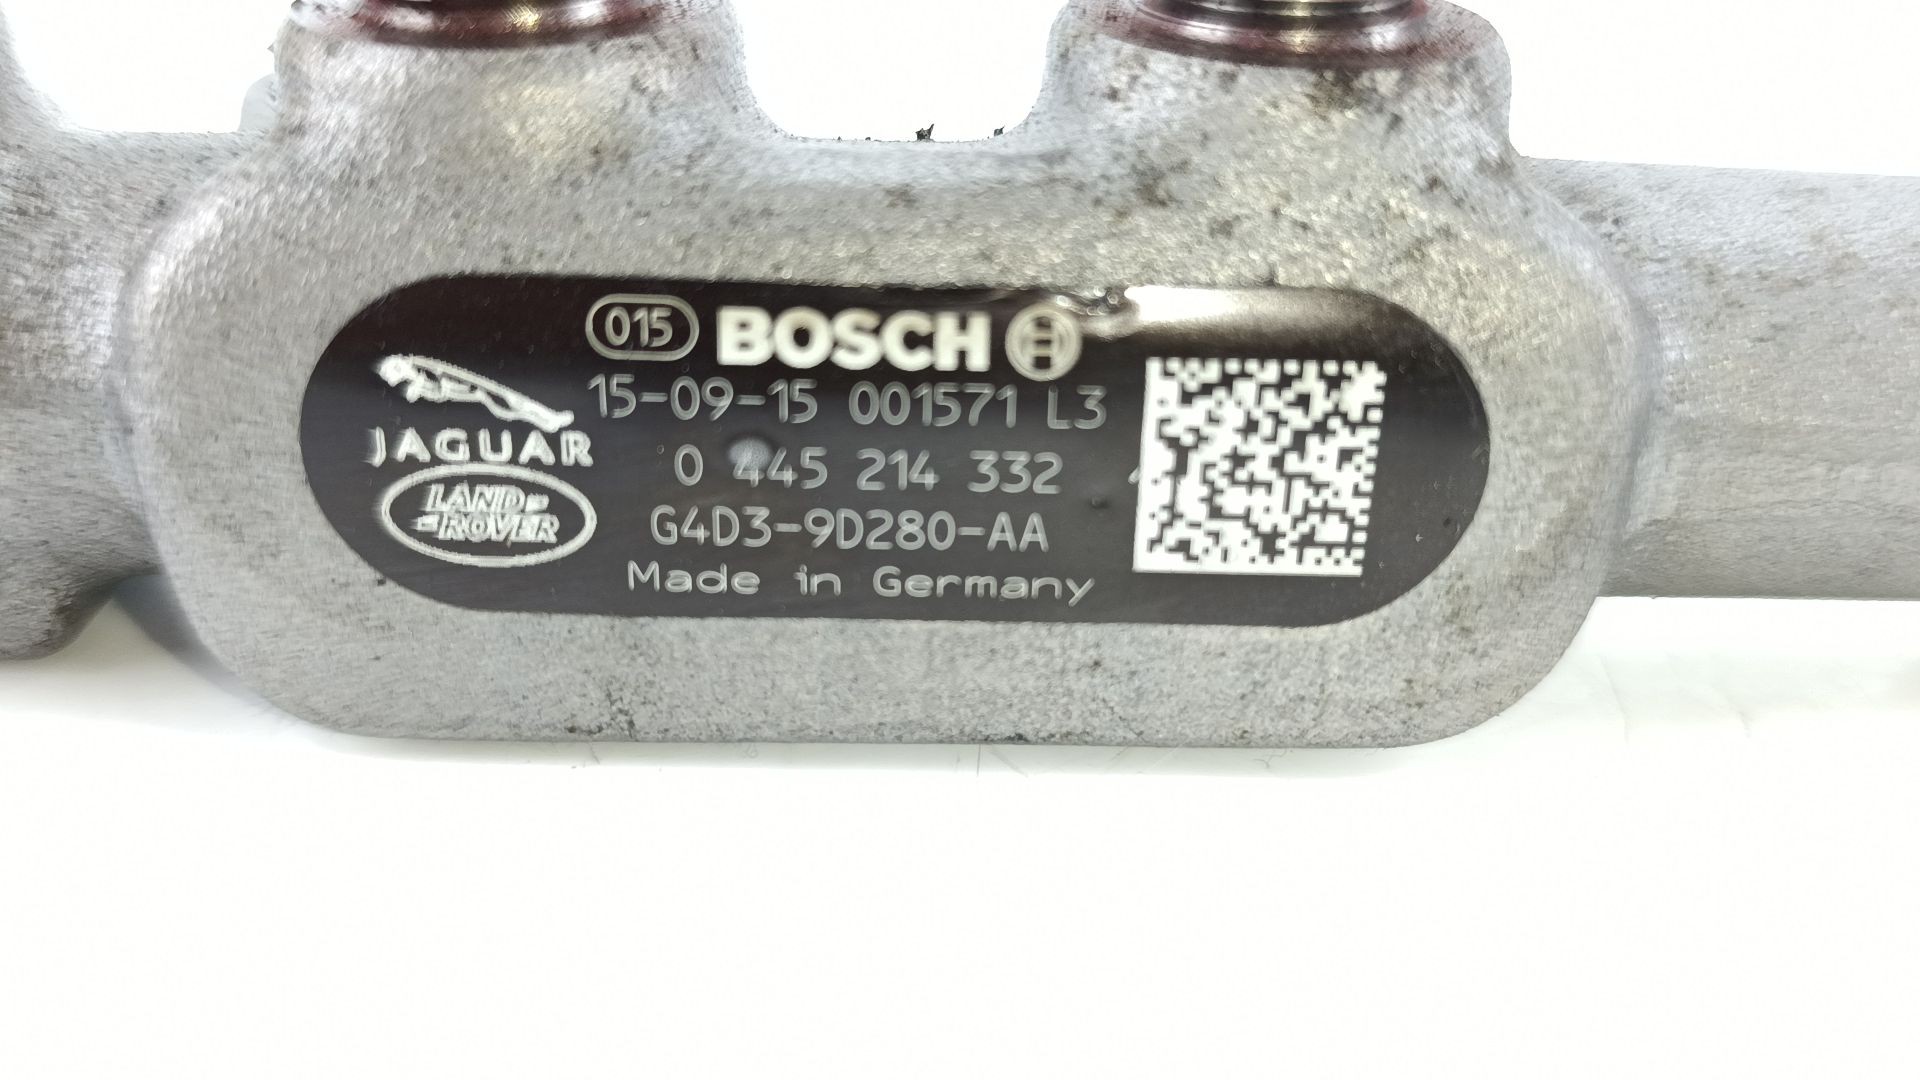 015 BOSCH
15-09-15 001571 L3
JAGUAR
0 445 214 332
LAND-
-ROVER
G4D3-9D280-AA
Made in Germany